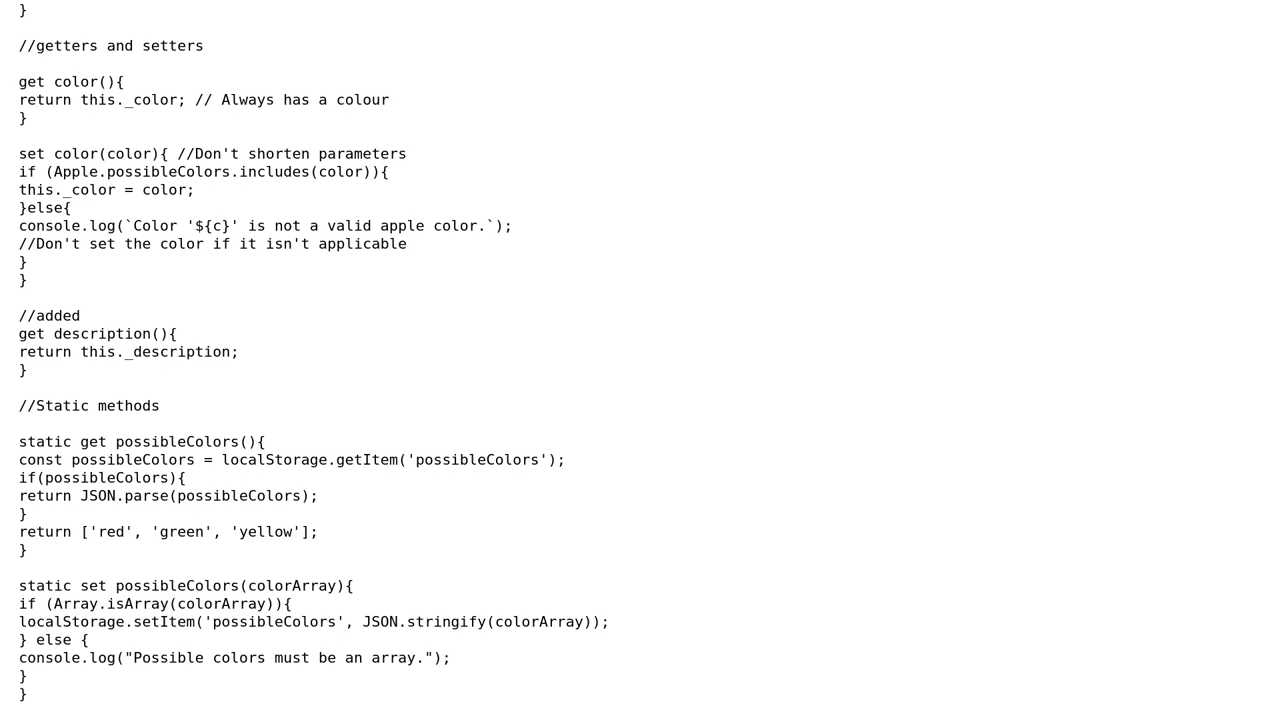 }
//getters and setters
get color(){
return this._color; // Always has a colour
}
set color(color){ //Don't shorten parameters
if (Apple.possibleColors.includes(color)){
this._color = color;
}else{
console.log(`Color '${c}' is not a valid apple color.`);
//Don't set the color if it isn't applicable
}
}
//added
get description(){
return this._description;
}
//Static methods
static get possibleColors(){
const possibleColors = localStorage.getItem('possibleColors');
if(possibleColors){
return JSON.parse(possibleColors);
}
return ['red', 'green', 'yellow'];
}
static set possibleColors(colorArray){
if (Array.isArray(colorArray)){
localStorage.setItem('possibleColors', JSON.stringify(colorArray));
} else {
console.log("Possible colors must be an array.");
}
}